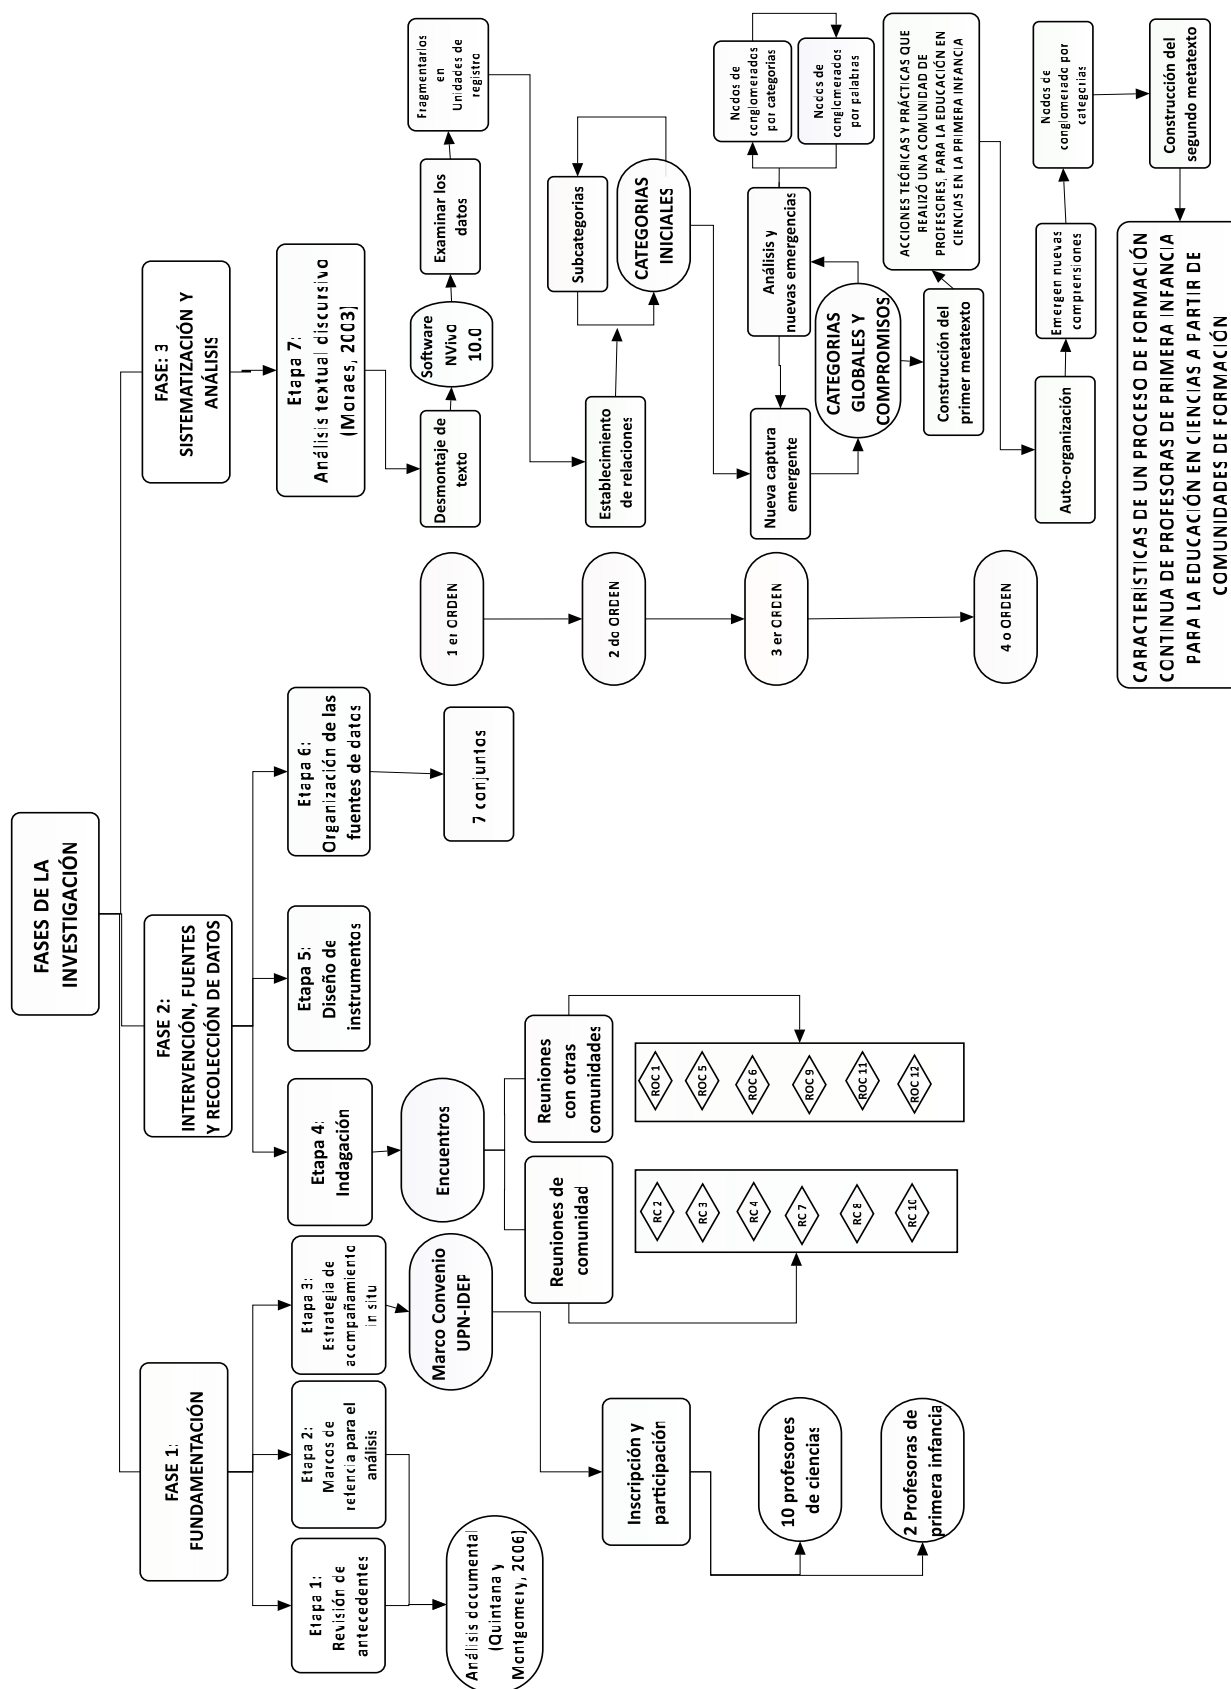 FASES DE LA
INVESTIGACIÓN
FASE 1:
FUNDAMENTACIÓN
Etapa 1:
Revisión de
antecedentes
Etapa 2:
Marcos de
refencia para el
análisis
Análisis documental
(Quintana y
Montgomery, 2006)
Etapa 3:
Estrategia de
acompañamiento
in situ
Marco Convenio
UPN-IDEP
Inscripción y
participación
10 profesores
de ciencias
2 Profesoras de
primera infancia
FASE 2:
INTERVENCIÓN, FUENTES
Y RECOLECCIÓN DE DATOS
Etapa 4:
Indagación
Encuentros
Reuniones de
comunidad
RC 2
RC 3
RC 4
RC 7
RC 8
RC 10
Reuniones
con otras
comunidades
ROC 1
ROC 5
ROC 6
ROC 9
ROC 11
ROC 12
Etapa 5:
Diseño de
instrumentos
Etapa 6:
Organización de las
fuentes de datos
7 conjuntos
FASE: 3
SISTEMATIZACIÓN Y
ANÁLISIS
Etapa 7:
Análisis textual discursivo
(Moraes, 2003)
1 er ORDEN
Desmontaje de
texto
Software
NVivo
10.0
Examinar los
datos
Fragmentarlos
en
Unidades de
registro
2 do ORDEN
Establecimiento
de relaciones
Subcategorias
CATEGORIAS
INICIALES
3 er ORDEN
Nueva captura
emergente
Análisis y
nuevas emergencias
Nodos de
conglomerados
por categorias
Nodos de
conglomerados
por palabras
CATEGORIAS
GLOBALES Y
COMPROMISOS
Construcción del
primer metatexto
ACCIONES TEÓRICAS Y PRÁCTICAS QUE
REALIZÓ UNA COMUNIDAD DE
PROFESORES, PARA LA EDUCACIÓN EN
CIENCIAS EN LA PRIMERA INFANCIA
4 o ORDEN
Auto-organización
Emergen nuevas
comprensiones
Nodos de
conglomerado por
categorias
Construcción del
segundo metatexto
CARACTERÍSTICAS DE UN PROCESO DE FORMACIÓN
CONTINUA DE PROFESORAS DE PRIMERA INFANCIA
PARA LA EDUCACIÓN EN CIENCIAS A PARTIR DE
COMUNIDADES DE FORMACIÓN